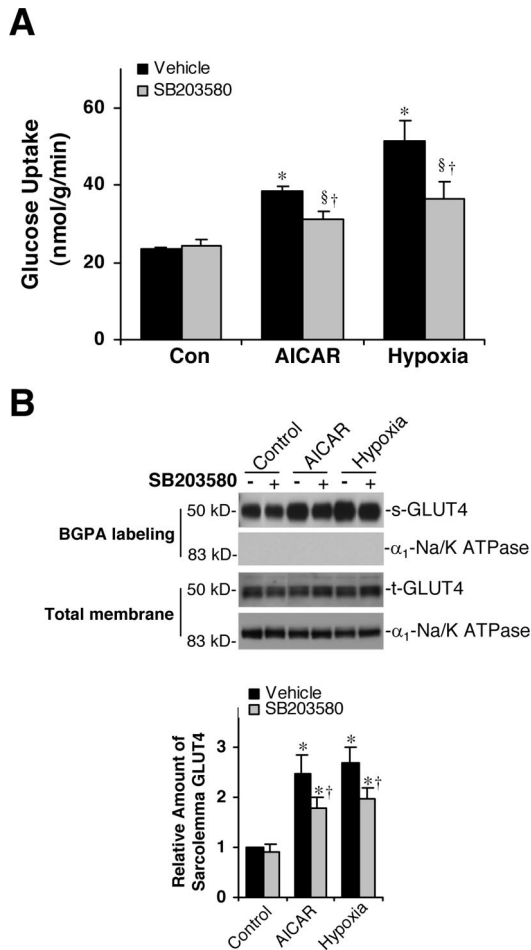 A
Vehicle
SB203580
Glucose Uptake
(nmol/g/min)
60
40
20
0
*
§†
*
§†
Con AICAR Hypoxia
B
Control AICAR Hypoxia
SB203580 - + - + - +
BGPA labeling
50 kD- -s-GLUT4
83 kD- -α₁-Na/K ATPase
Total membrane
50 kD- -t-GLUT4
83 kD- -α₁-Na/K ATPase
Vehicle
SB203580
Relative Amount of
Sarcolemma GLUT4
3
2
1
0
*
*†
*
*†
Control AICAR Hypoxia